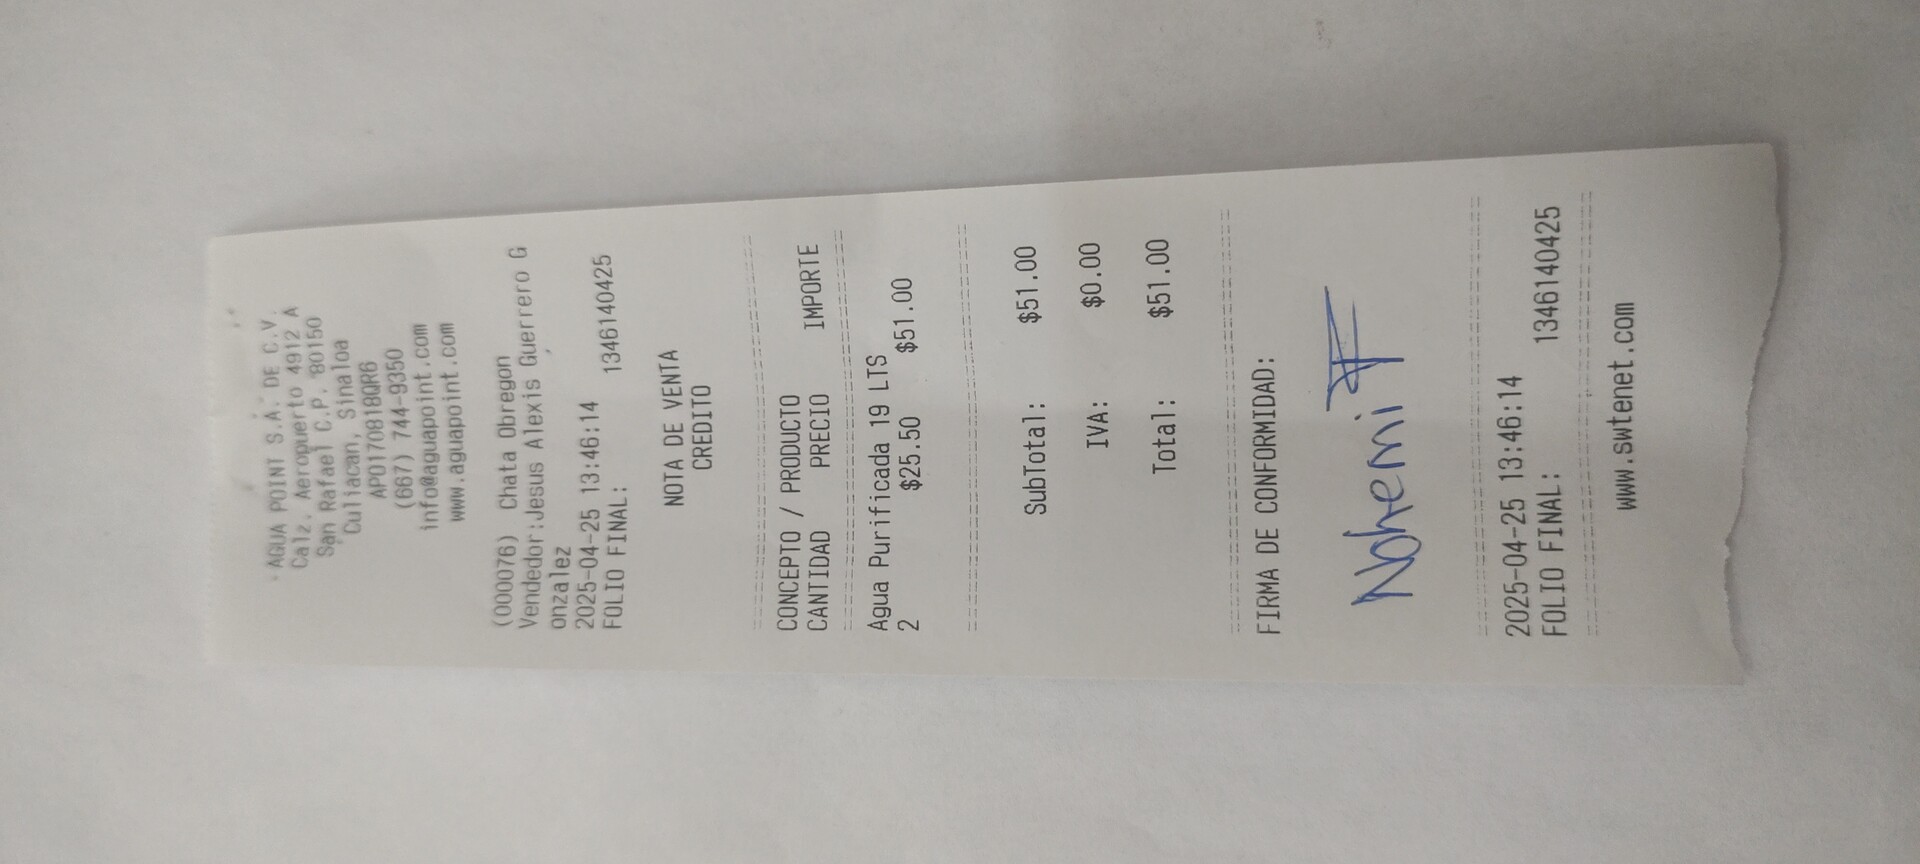 AGUA POINT S.A. DE C.V.
Calz. Aeropuerto 4912 A
San Rafael C.P. 80150
Culiacan, Sinaloa
APO170818QR6
(667) 744-9350
info@aguapoint.com
www.aguapoint.com
(000076) Chata Obregon
Vendedor:Jesus Alexis Guerrero G
onzalez
2025-04-25 13:46:14
FOLIO FINAL: 1346140425
NOTA DE VENTA
CREDITO
CONCEPTO / PRODUCTO
CANTIDAD PRECIO IMPORTE
Agua Purificada 19 LTS
2 $25.50 $51.00
SubTotal: $51.00
IVA: $0.00
Total: $51.00
FIRMA DE CONFORMIDAD:
Nohemi
2025-04-25 13:46:14
FOLIO FINAL: 1346140425
www.swtenet.com